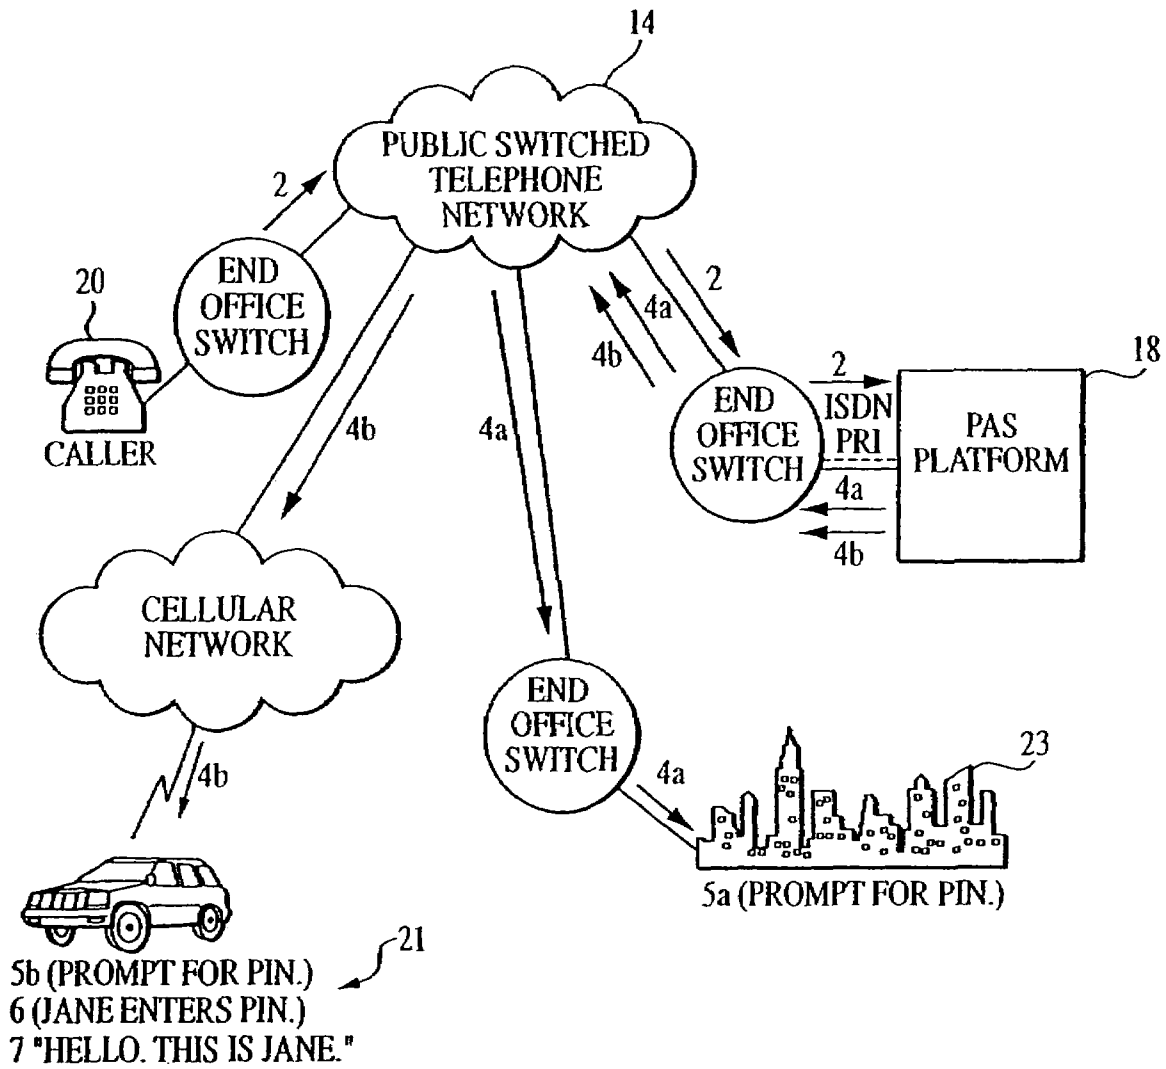 14
PUBLIC SWITCHED
TELEPHONE
NETWORK
2
END
OFFICE
SWITCH
20
CALLER
2
4a
4b
4b
4a
18
END
OFFICE
SWITCH
2
ISDN
PRI
4a
4b
PAS
PLATFORM
CELLULAR
NETWORK
END
OFFICE
SWITCH
4b
4a
23
5a (PROMPT FOR PIN.)
21
5b (PROMPT FOR PIN.)
6 (JANE ENTERS PIN.)
7 "HELLO. THIS IS JANE."